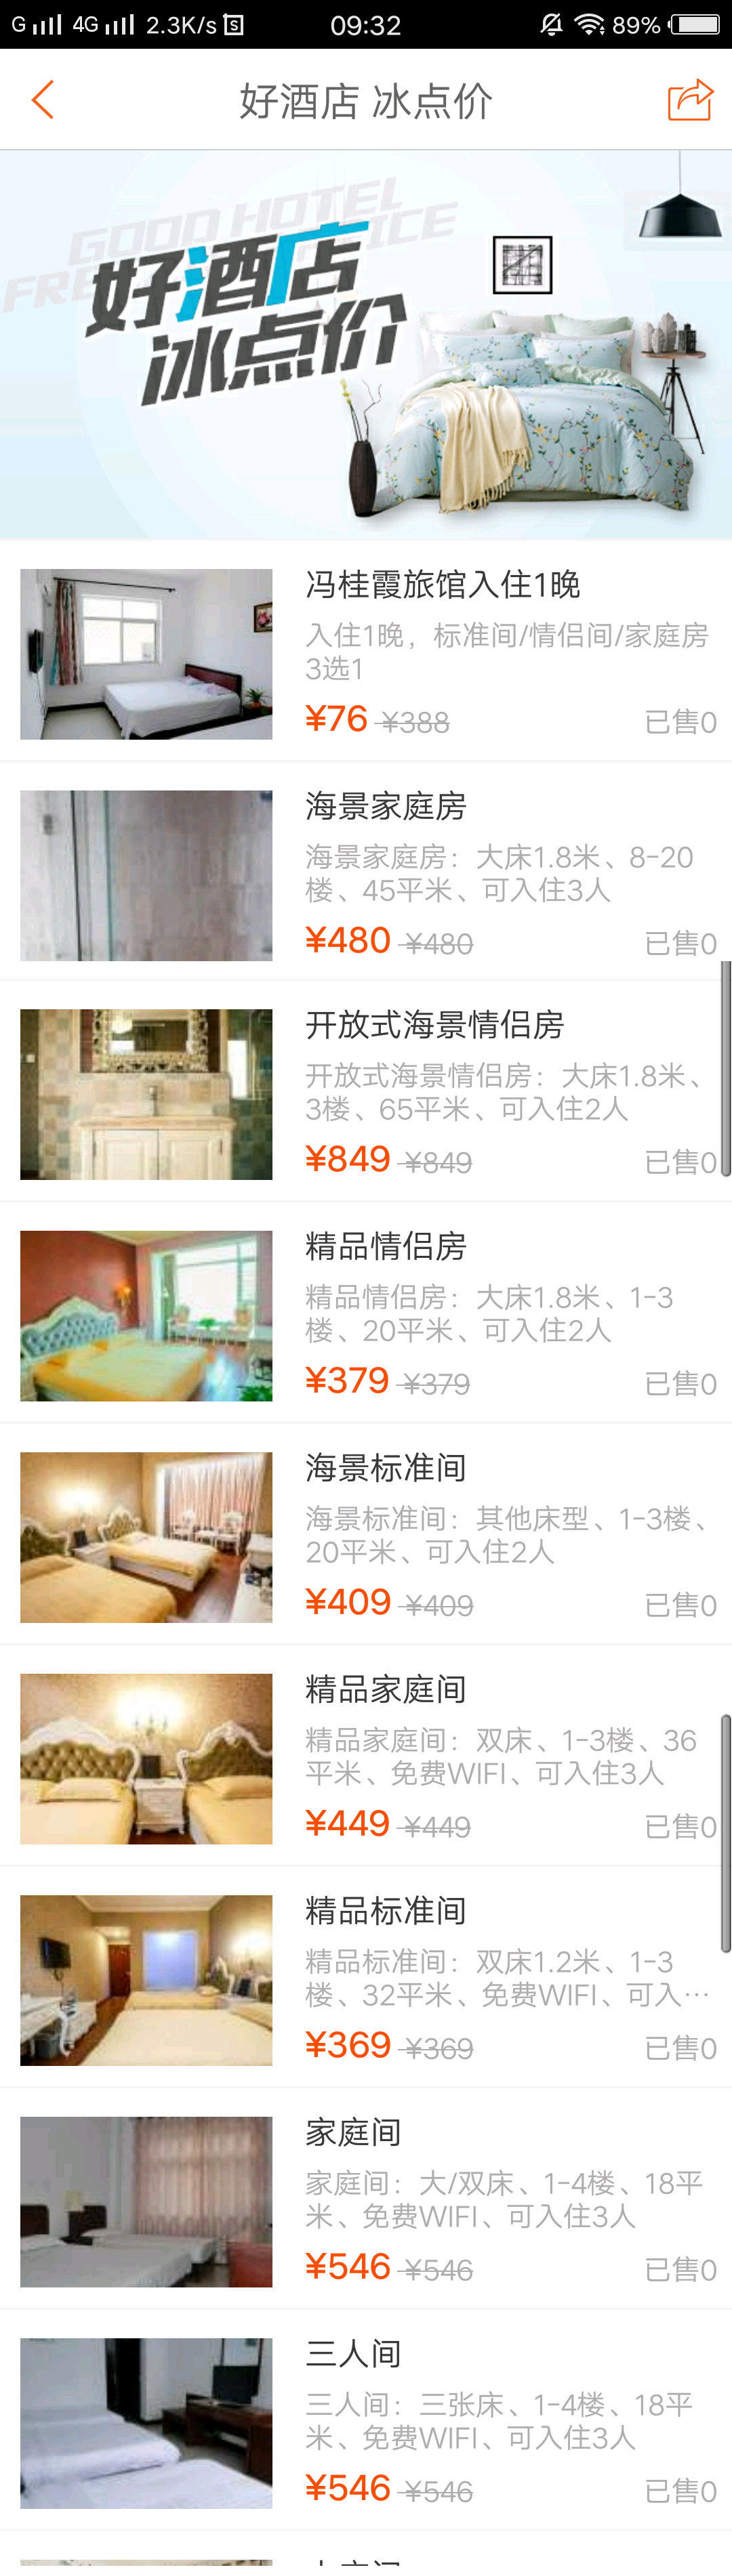 G 4G 2.3K/s 09:32 89%
好酒店 冰点价
GOOD HOTEL
好酒店
冰点价
冯桂霞旅馆入住1晚
入住1晚，标准间/情侣间/家庭房
3选1
¥76 ¥388 已售0
海景家庭房
海景家庭房：大床1.8米、8-20
楼、45平米、可入住3人
¥480 ¥480 已售0
开放式海景情侣房
开放式海景情侣房：大床1.8米、
3楼、65平米、可入住2人
¥849 ¥849 已售0
精品情侣房
精品情侣房：大床1.8米、1-3
楼、20平米、可入住2人
¥379 ¥379 已售0
海景标准间
海景标准间：其他床型、1-3楼、
20平米、可入住2人
¥409 ¥409 已售0
精品家庭间
精品家庭间：双床、1-3楼、36
平米、免费WIFI、可入住3人
¥449 ¥449 已售0
精品标准间
精品标准间：双床1.2米、1-3
楼、32平米、免费WIFI、可入…
¥369 ¥369 已售0
家庭间
家庭间：大/双床、1-4楼、18平
米、免费WIFI、可入住3人
¥546 ¥546 已售0
三人间
三人间：三张床、1-4楼、18平
米、免费WIFI、可入住3人
¥546 ¥546 已售0